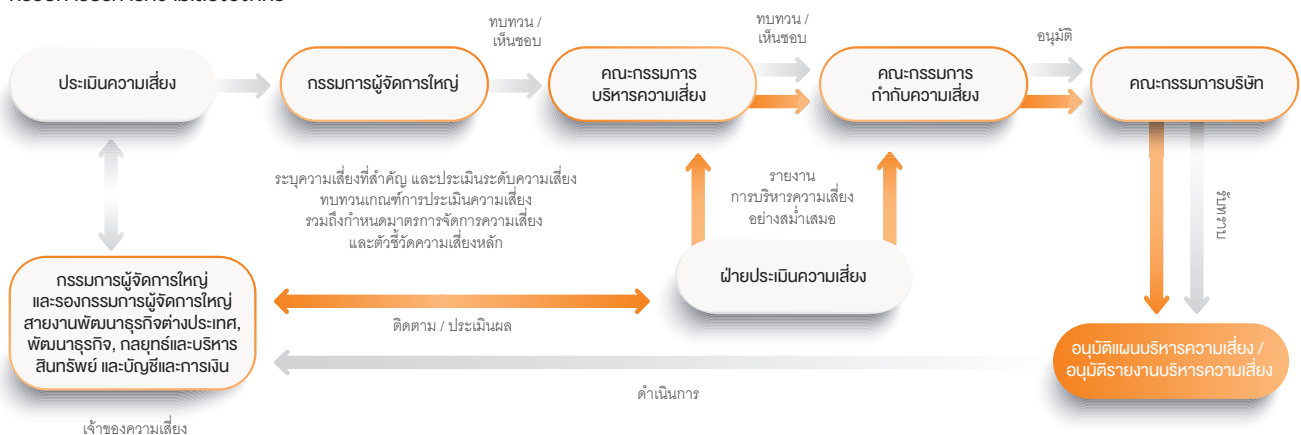 ทบทวน /
เห็นชอบ
ทบทวน /
เห็นชอบ
อนุมัติ
ประเมินความเสี่ยง
กรรมการผู้จัดการใหญ่
คณะกรรมการ
บริหารความเสี่ยง
คณะกรรมการ
กำกับความเสี่ยง
คณะกรรมการบริษัท
ระบุความเสี่ยงที่สำคัญ และประเมินระดับความเสี่ยง
ทบทวนเกณฑ์การประเมินความเสี่ยง
รวมถึงกำหนดมาตรการจัดการความเสี่ยง
และตัวชี้วัดความเสี่ยงหลัก
รายงาน
การบริหารความเสี่ยง
อย่างสม่ำเสมอ
รับทราบ
ฝ่ายประเมินความเสี่ยง
กรรมการผู้จัดการใหญ่
และรองกรรมการผู้จัดการใหญ่
สายงานพัฒนาธุรกิจต่างประเทศ,
พัฒนาธุรกิจ, กลยุทธ์และบริหาร
สินทรัพย์ และบัญชีและการเงิน
ติดตาม / ประเมินผล
อนุมัติแผนบริหารความเสี่ยง /
อนุมัติรายงานบริหารความเสี่ยง
ดำเนินการ
เจ้าของความเสี่ยง